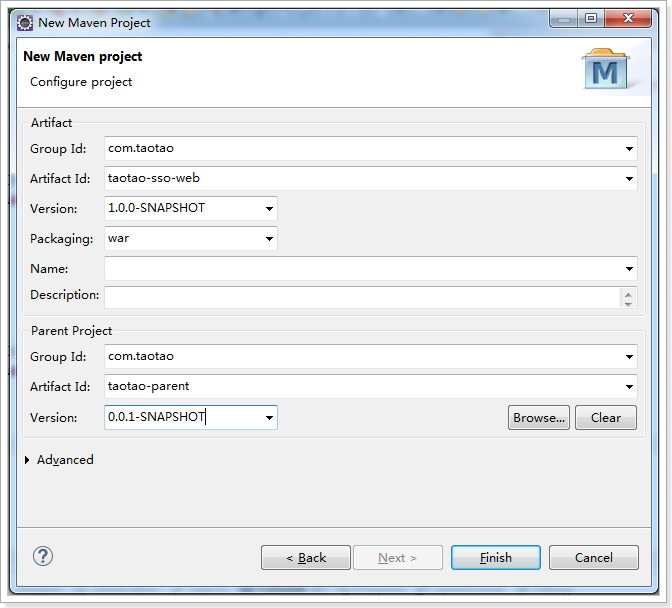 New Maven Project
New Maven project
Configure project
M
Artifact
Group Id: com.taotao
Artifact Id: taotao-sso-web
Version: 1.0.0-SNAPSHOT
Packaging: war
Name:
Description:
Parent Project
Group Id: com.taotao
Artifact Id: taotao-parent
Version: 0.0.1-SNAPSHOT Browse... Clear
Advanced
? < Back Next > Finish Cancel